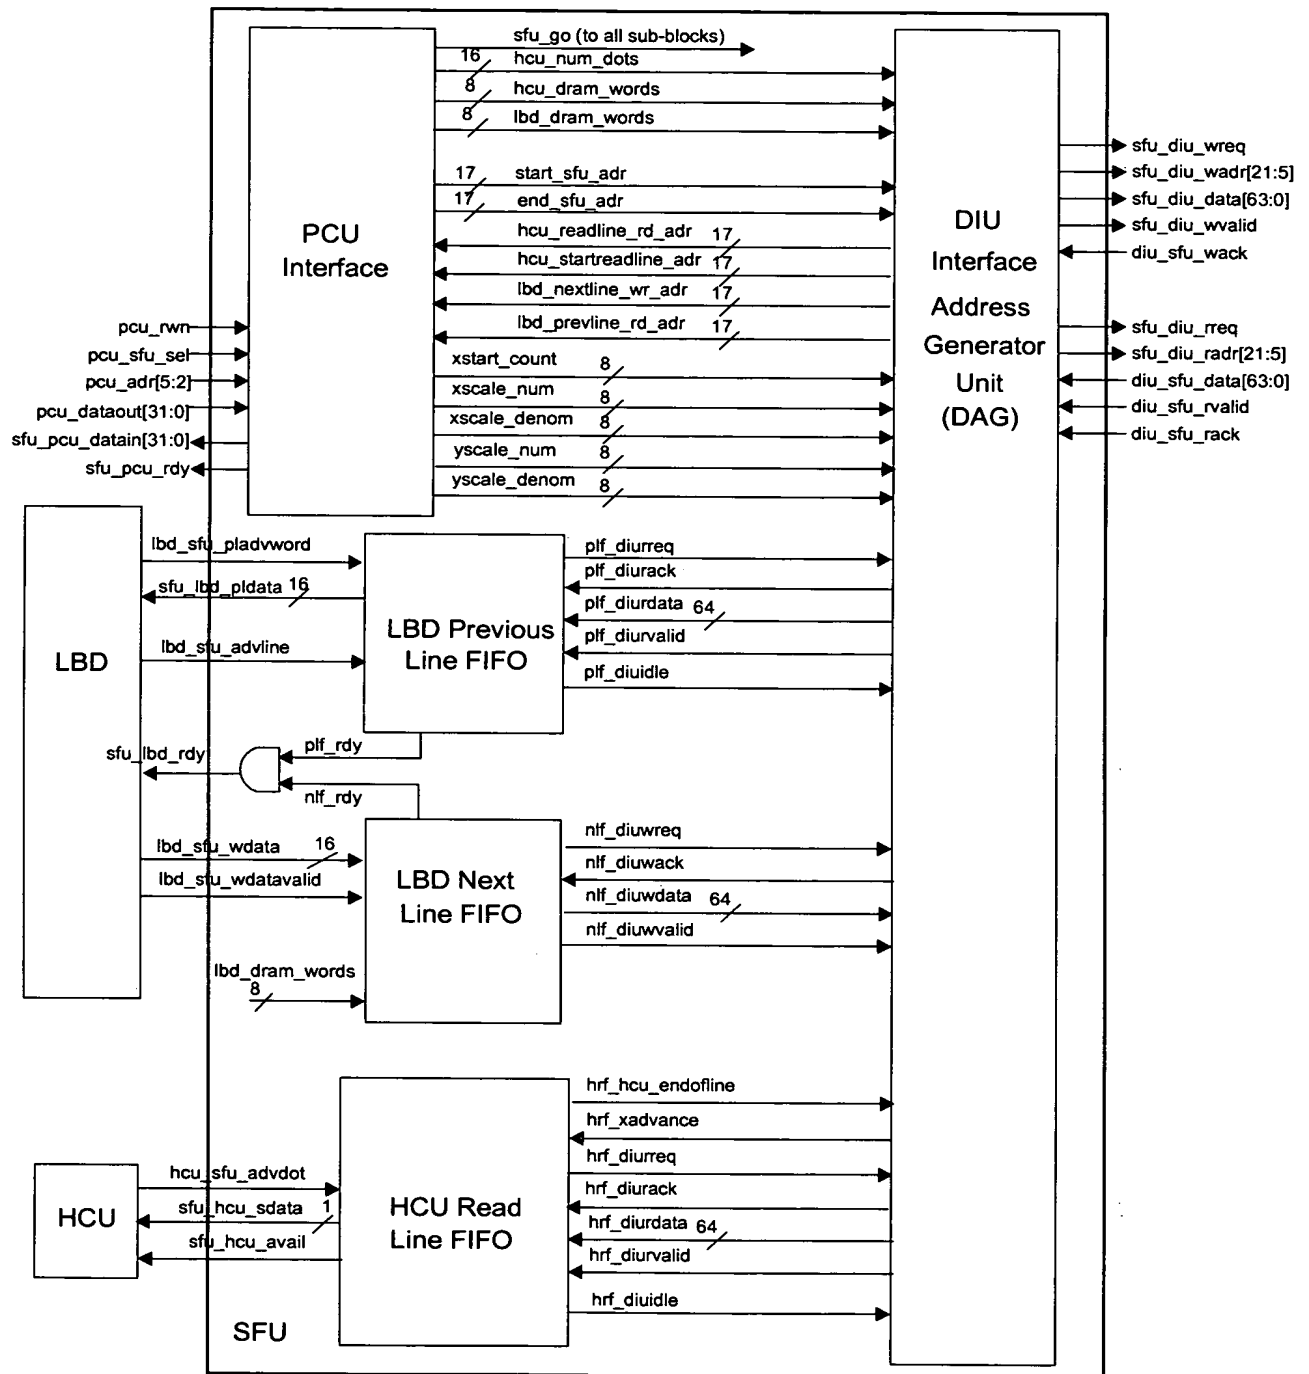 sfu_go (to all sub-blocks)
16 hcu_num_dots
8 hcu_dram_words
8 lbd_dram_words
17 start_sfu_adr
17 end_sfu_adr
hcu_readline_rd_adr 17
hcu_startreadline_adr 17
lbd_nextline_wr_adr 17
lbd_prevline_rd_adr 17
xstart_count 8
xscale_num 8
xscale_denom 8
yscale_num 8
yscale_denom 8
PCU
Interface
DIU
Interface
Address
Generator
Unit
(DAG)
sfu_diu_wreq
sfu_diu_wadr[21:5]
sfu_diu_data[63:0]
sfu_diu_wvalid
diu_sfu_wack
sfu_diu_rreq
sfu_diu_radr[21:5]
diu_sfu_data[63:0]
diu_sfu_rvalid
diu_sfu_rack
pcu_rwn
pcu_sfu_sel
pcu_adr[5:2]
pcu_dataout[31:0]
sfu_pcu_datain[31:0]
sfu_pcu_rdy
LBD
lbd_sfu_pladvword
sfu_lbd_pldata 16
lbd_sfu_advline
LBD Previous
Line FIFO
plf_diurreq
plf_diurack
plf_diurdata 64
plf_diurvalid
plf_diuidle
sfu_lbd_rdy
plf_rdy
nlf_rdy
lbd_sfu_wdata 16
lbd_sfu_wdatavalid
lbd_dram_words
8
LBD Next
Line FIFO
nlf_diuwreq
nlf_diuwack
nlf_diuwdata 64
nlf_diuwvalid
HCU
hcu_sfu_advdot
sfu_hcu_sdata 1
sfu_hcu_avail
HCU Read
Line FIFO
hrf_hcu_endofline
hrf_xadvance
hrf_diurreq
hrf_diurack
hrf_diurdata 64
hrf_diurvalid
hrf_diuidle
SFU